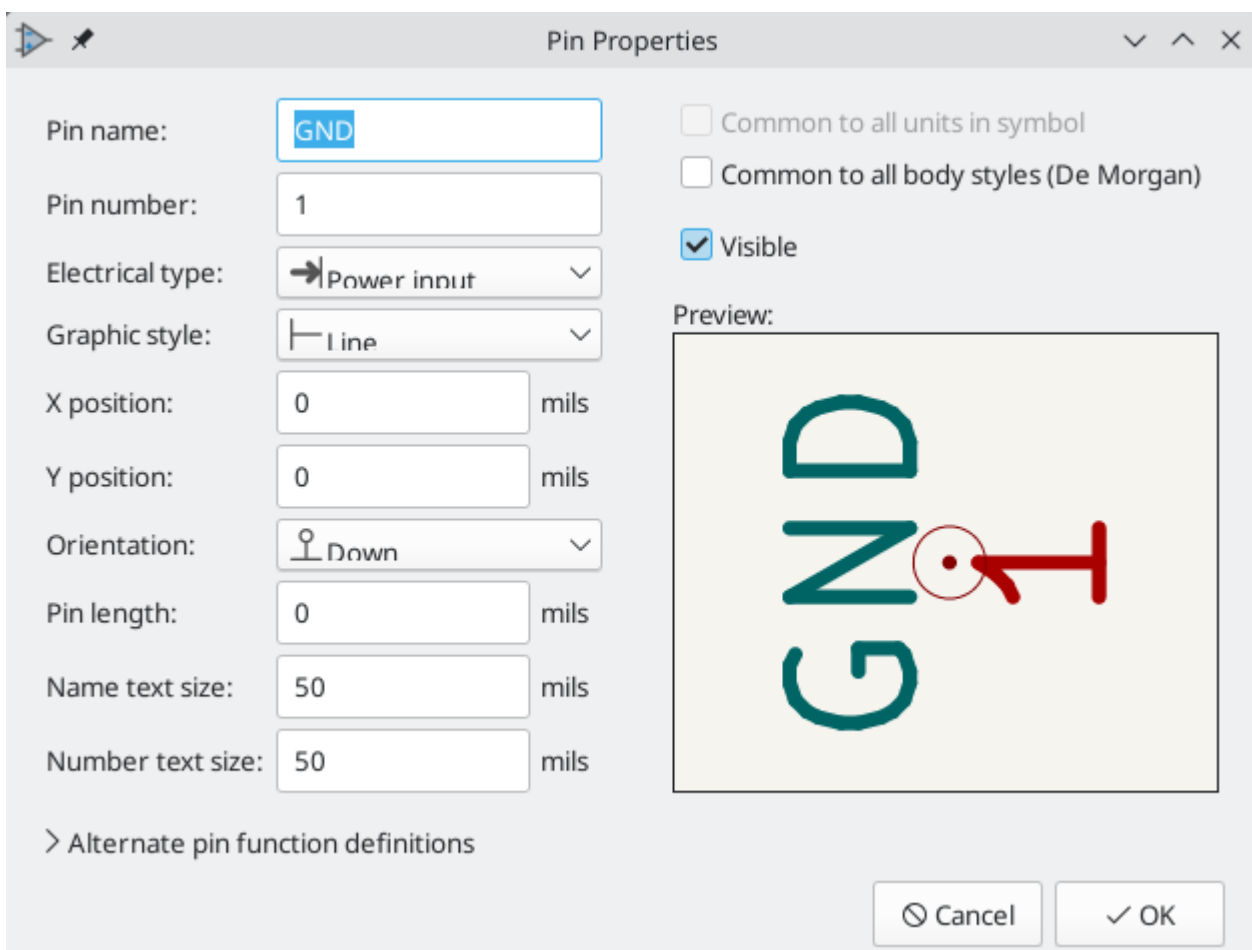 Pin Properties
Pin name: GND
Common to all units in symbol
Pin number: 1
Common to all body styles (De Morgan)
Electrical type: Power input
Visible
Graphic style: Line
Preview:
X position: 0 mils
Y position: 0 mils
Orientation: Down
Pin length: 0 mils
Name text size: 50 mils
Number text size: 50 mils
GND
1
Alternate pin function definitions
Cancel
OK